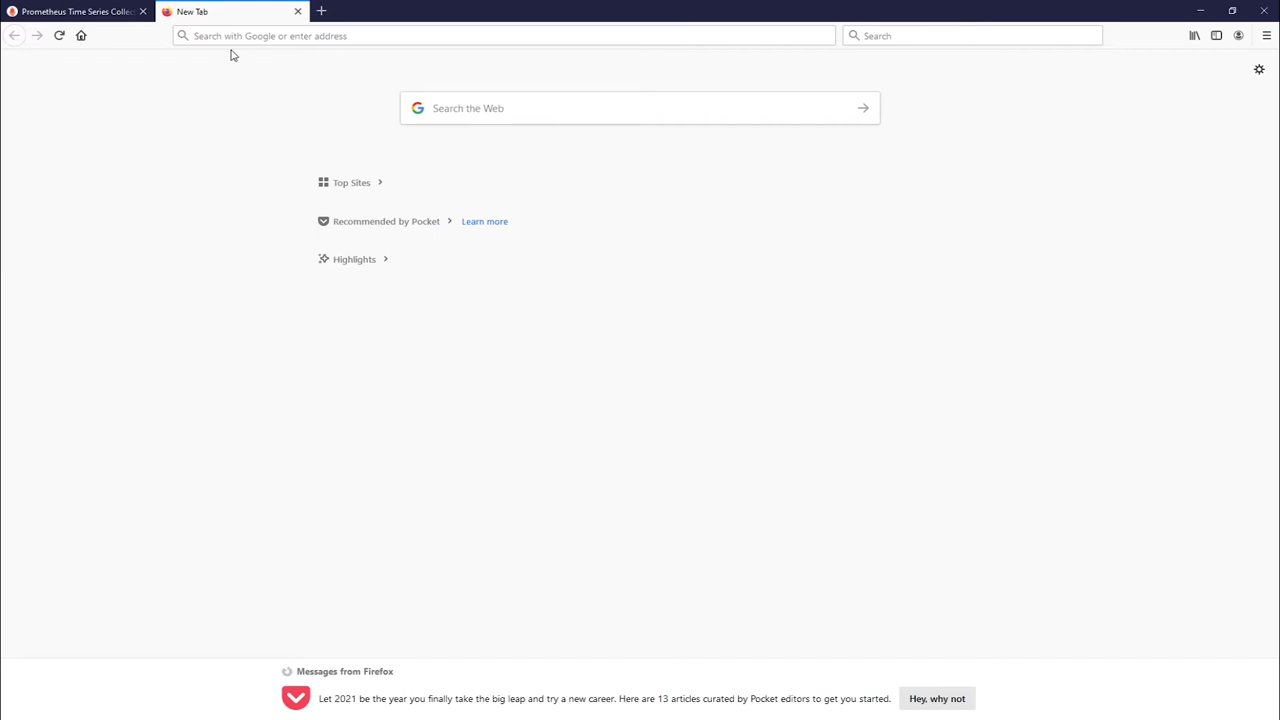 Prometheus Time Series Collec
New Tab
Search with Google or enter address
Search
Search the Web
Top Sites
Recommended by Pocket
Learn more
Highlights
Messages from Firefox
Let 2021 be the year you finally take the big leap and try a new career. Here are 13 articles curated by Pocket editors to get you started.
Hey, why not